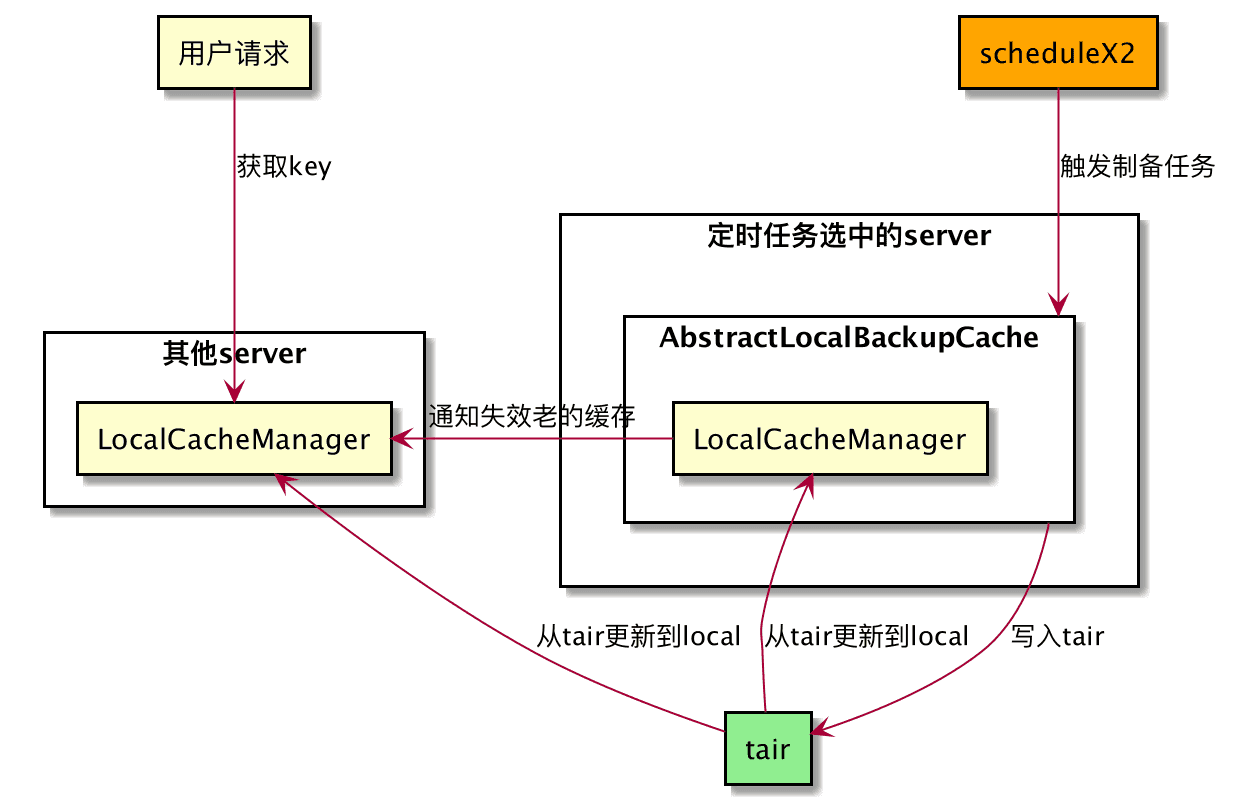 用户请求
scheduleX2
获取key
触发制备任务
定时任务选中的server
AbstractLocalBackupCache
其他server
LocalCacheManager
通知失效老的缓存
LocalCacheManager
从tair更新到local
从tair更新到local
写入tair
tair